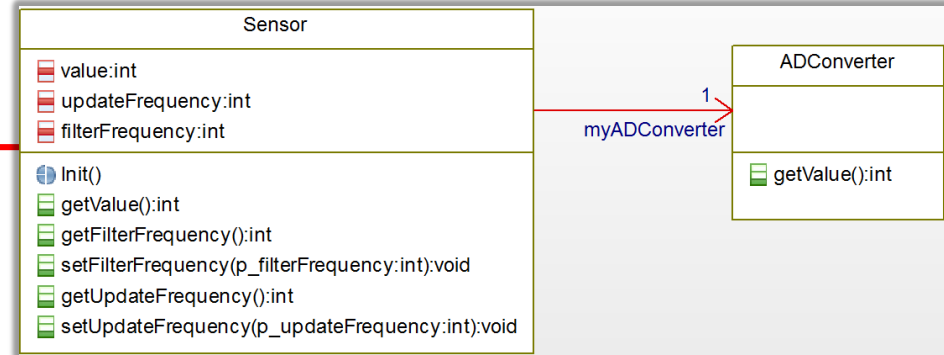 Sensor
value:int
updateFrequency:int
filterFrequency:int
Init()
getValue():int
getFilterFrequency():int
setFilterFrequency(p_filterFrequency:int):void
getUpdateFrequency():int
setUpdateFrequency(p_updateFrequency:int):void
1
myADConverter
ADConverter
getValue():int